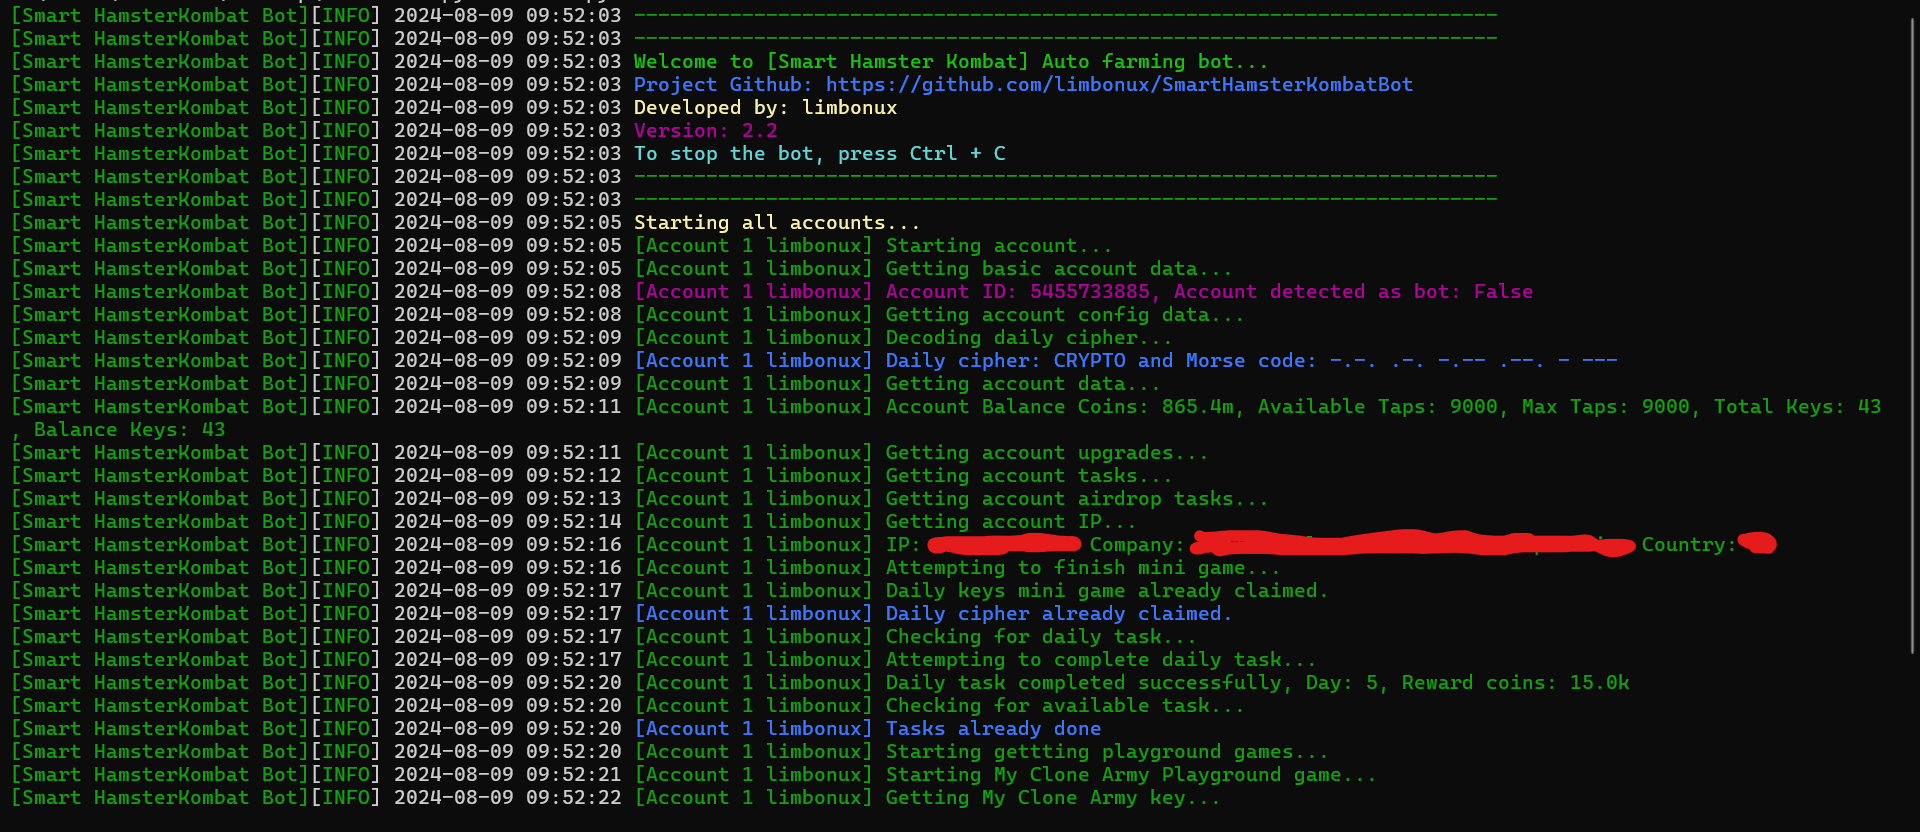 [Smart HamsterKombat Bot][INFO] 2024-08-09 09:52:03 ------------------------------------------------------------------------
[Smart HamsterKombat Bot][INFO] 2024-08-09 09:52:03 ------------------------------------------------------------------------
[Smart HamsterKombat Bot][INFO] 2024-08-09 09:52:03 Welcome to [Smart Hamster Kombat] Auto farming bot...
[Smart HamsterKombat Bot][INFO] 2024-08-09 09:52:03 Project Github: https://github.com/limbonux/SmartHamsterKombatBot
[Smart HamsterKombat Bot][INFO] 2024-08-09 09:52:03 Developed by: limbonux
[Smart HamsterKombat Bot][INFO] 2024-08-09 09:52:03 Version: 2.2
[Smart HamsterKombat Bot][INFO] 2024-08-09 09:52:03 To stop the bot, press Ctrl + C
[Smart HamsterKombat Bot][INFO] 2024-08-09 09:52:03 ------------------------------------------------------------------------
[Smart HamsterKombat Bot][INFO] 2024-08-09 09:52:03 ------------------------------------------------------------------------
[Smart HamsterKombat Bot][INFO] 2024-08-09 09:52:05 Starting all accounts...
[Smart HamsterKombat Bot][INFO] 2024-08-09 09:52:05 [Account 1 limbonux] Starting account...
[Smart HamsterKombat Bot][INFO] 2024-08-09 09:52:05 [Account 1 limbonux] Getting basic account data...
[Smart HamsterKombat Bot][INFO] 2024-08-09 09:52:08 [Account 1 limbonux] Account ID: 5455733885, Account detected as bot: False
[Smart HamsterKombat Bot][INFO] 2024-08-09 09:52:08 [Account 1 limbonux] Getting account config data...
[Smart HamsterKombat Bot][INFO] 2024-08-09 09:52:09 [Account 1 limbonux] Decoding daily cipher...
[Smart HamsterKombat Bot][INFO] 2024-08-09 09:52:09 [Account 1 limbonux] Daily cipher: CRYPTO and Morse code: -.-. .-. -.-- .--. - ---
[Smart HamsterKombat Bot][INFO] 2024-08-09 09:52:09 [Account 1 limbonux] Getting account data...
[Smart HamsterKombat Bot][INFO] 2024-08-09 09:52:11 [Account 1 limbonux] Account Balance Coins: 865.4m, Available Taps: 9000, Max Taps: 9000, Total Keys: 43
, Balance Keys: 43
[Smart HamsterKombat Bot][INFO] 2024-08-09 09:52:11 [Account 1 limbonux] Getting account upgrades...
[Smart HamsterKombat Bot][INFO] 2024-08-09 09:52:12 [Account 1 limbonux] Getting account tasks...
[Smart HamsterKombat Bot][INFO] 2024-08-09 09:52:13 [Account 1 limbonux] Getting account airdrop tasks...
[Smart HamsterKombat Bot][INFO] 2024-08-09 09:52:14 [Account 1 limbonux] Getting account IP...
[Smart HamsterKombat Bot][INFO] 2024-08-09 09:52:16 [Account 1 limbonux] IP: Company: Country:
[Smart HamsterKombat Bot][INFO] 2024-08-09 09:52:16 [Account 1 limbonux] Attempting to finish mini game...
[Smart HamsterKombat Bot][INFO] 2024-08-09 09:52:17 [Account 1 limbonux] Daily keys mini game already claimed.
[Smart HamsterKombat Bot][INFO] 2024-08-09 09:52:17 [Account 1 limbonux] Daily cipher already claimed.
[Smart HamsterKombat Bot][INFO] 2024-08-09 09:52:17 [Account 1 limbonux] Checking for daily task...
[Smart HamsterKombat Bot][INFO] 2024-08-09 09:52:17 [Account 1 limbonux] Attempting to complete daily task...
[Smart HamsterKombat Bot][INFO] 2024-08-09 09:52:20 [Account 1 limbonux] Daily task completed successfully, Day: 5, Reward coins: 15.0k
[Smart HamsterKombat Bot][INFO] 2024-08-09 09:52:20 [Account 1 limbonux] Checking for available task...
[Smart HamsterKombat Bot][INFO] 2024-08-09 09:52:20 [Account 1 limbonux] Tasks already done
[Smart HamsterKombat Bot][INFO] 2024-08-09 09:52:20 [Account 1 limbonux] Starting gettting playground games...
[Smart HamsterKombat Bot][INFO] 2024-08-09 09:52:21 [Account 1 limbonux] Starting My Clone Army Playground game...
[Smart HamsterKombat Bot][INFO] 2024-08-09 09:52:22 [Account 1 limbonux] Getting My Clone Army key...